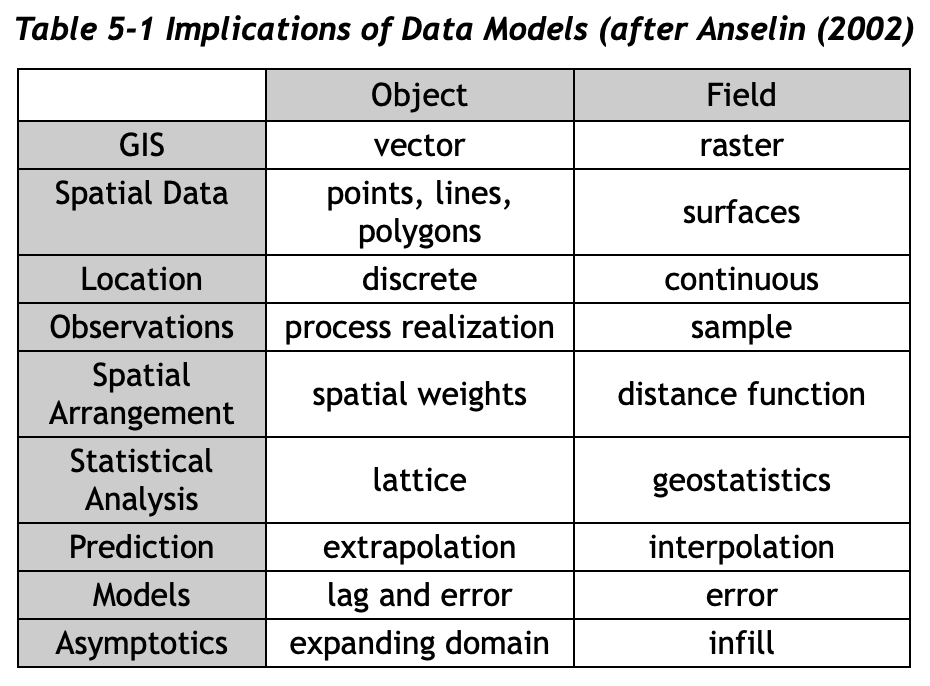 Table 5-1 Implications of Data Models (after Anselin (2002)
Object Field
GIS vector raster
Spatial Data points, lines, polygons surfaces
Location discrete continuous
Observations process realization sample
Spatial Arrangement spatial weights distance function
Statistical Analysis lattice geostatistics
Prediction extrapolation interpolation
Models lag and error error
Asymptotics expanding domain infill